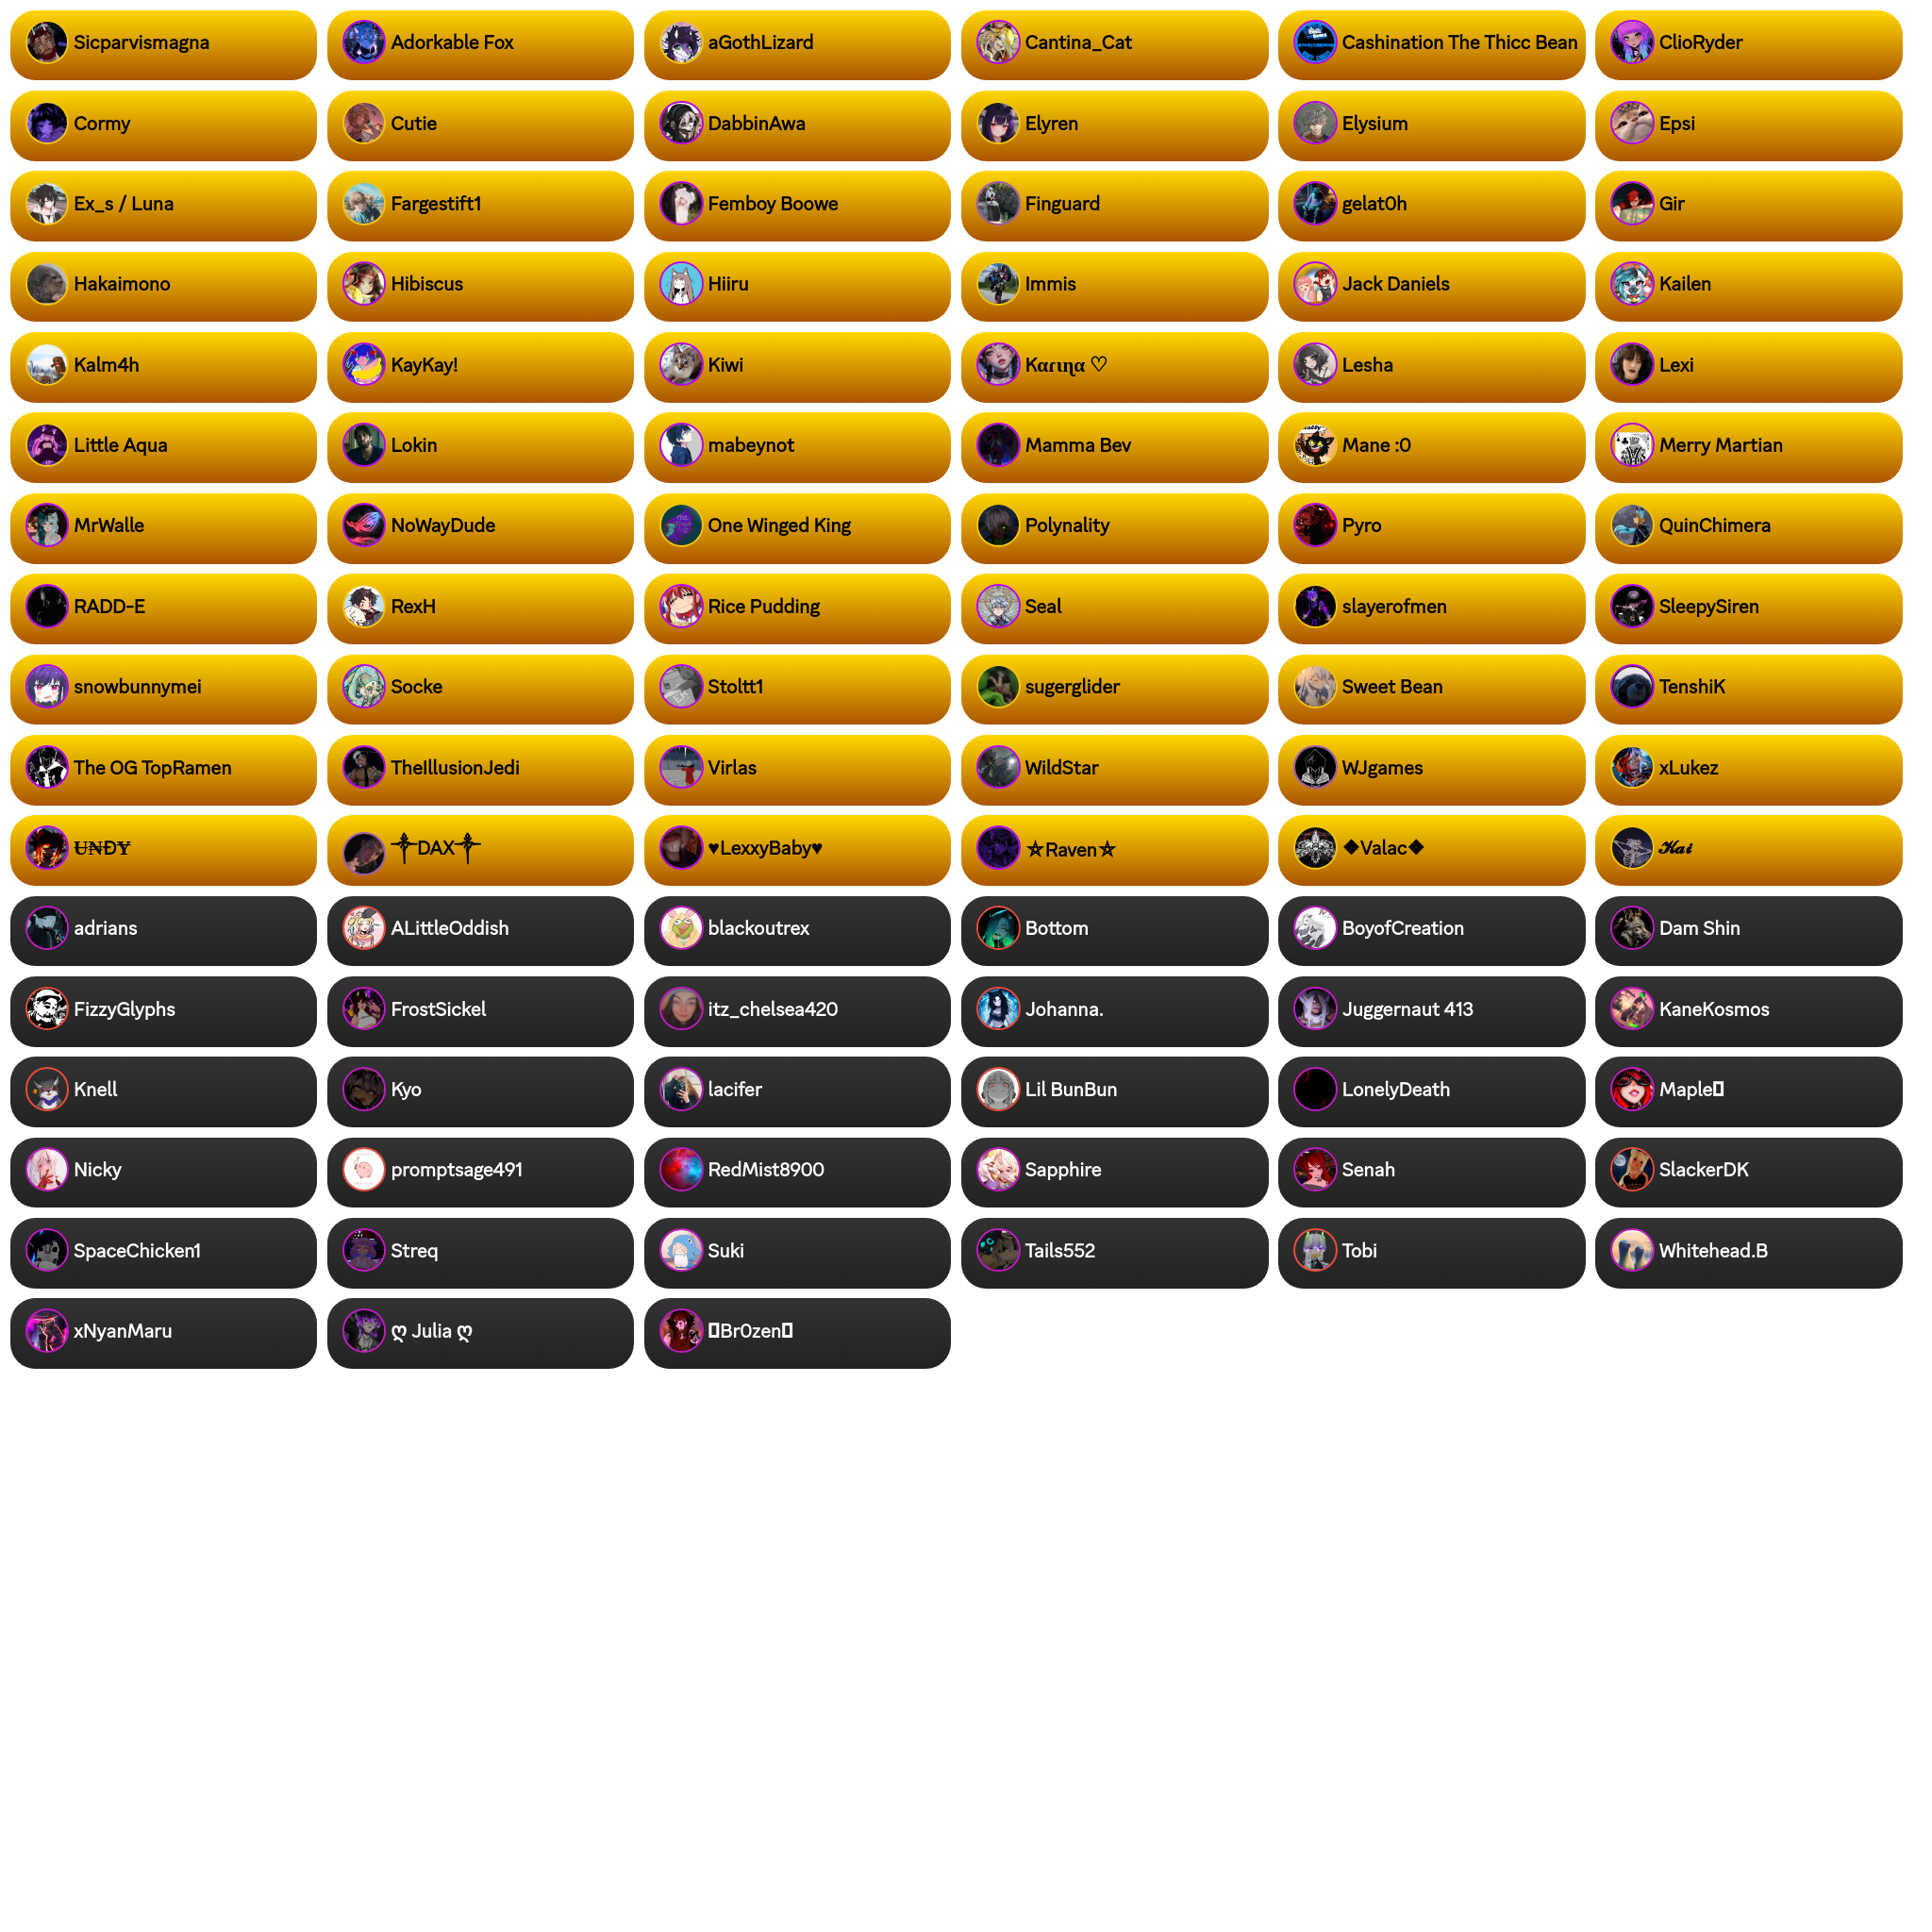 Sicparvismagna
Adorkable Fox
aGothLizard
Cantina_Cat
Cashination The Thicc Bean
ClioRyder
Cormy
Cutie
DabbinAwa
Elyren
Elysium
Epsi
Ex_s / Luna
Fargestift1
Femboy Boowe
Finguard
gelat0h
Gir
Hakaimono
Hibiscus
Hiiru
Immis
Jack Daniels
Kailen
Kalm4h
KayKay!
Kiwi
Kαɾιɳα ♡
Lesha
Lexi
Little Aqua
Lokin
mabeynot
Mamma Bev
Mane :0
Merry Martian
MrWalle
NoWayDude
One Winged King
Polynality
Pyro
QuinChimera
RADD-E
RexH
Rice Pudding
Seal
slayerofmen
SleepySiren
snowbunnymei
Socke
Stoltt1
sugerglider
Sweet Bean
TenshiK
The OG TopRamen
TheIllusionJedi
Virlas
WildStar
WJgames
xLukez
U̶N̶D̶Y̶
༒DAX༒
♥LexxyBaby♥
⛤Raven⛤
❖Valac❖
𝓚𝓪𝓲
adrians
ALittleOddish
blackoutrex
Bottom
BoyofCreation
Dam Shin
FizzyGlyphs
FrostSickel
itz_chelsea420
Johanna.
Juggernaut 413
KaneKosmos
Knell
Kyo
lacifer
Lil BunBun
LonelyDeath
Maple
Nicky
promptsage491
RedMist8900
Sapphire
Senah
SlackerDK
SpaceChicken1
Streq
Suki
Tails552
Tobi
Whitehead.B
xNyanMaru
ღ Julia ღ
Br0zen